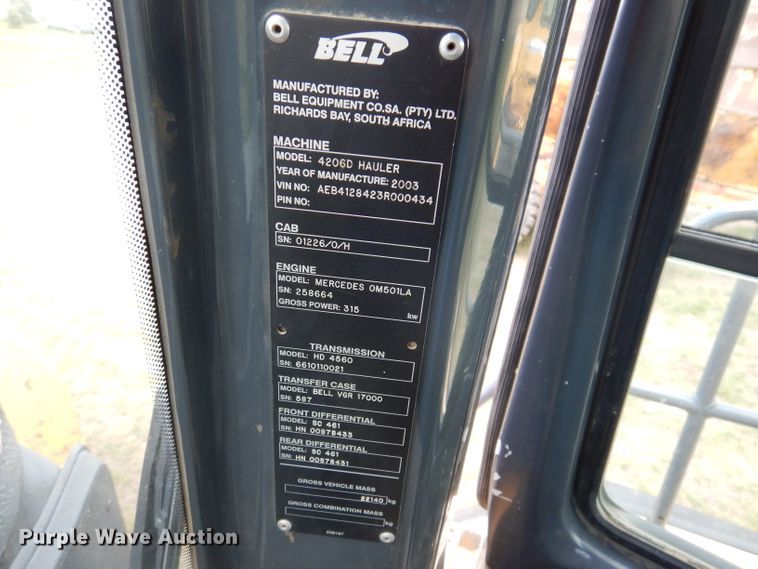 BELL
MANUFACTURED BY:
BELL EQUIPMENT CO.SA. (PTY) LTD.
RICHARDS BAY, SOUTH AFRICA
MACHINE
MODEL: 4206D HAULER
YEAR OF MANUFACTURE: 2003
VIN NO: AEB4128423R000434
PIN NO:
CAB
SN: 01226/0/H
ENGINE
MODEL: MERCEDES OM501LA
SN: 258664
GROSS POWER: 315 kw
TRANSMISSION
MODEL: HD 4560
SN: 6610110021
TRANSFER CASE
MODEL: BELL VGR 17000
SN: 587
FRONT DIFFERENTIAL
MODEL: SC 461
SN: HN 00878433
REAR DIFFERENTIAL
MODEL: SC 461
SN: HN 00878431
GROSS VEHICLE MASS
22140 kg
GROSS COMBINATION MASS
kg
Purple Wave Auction